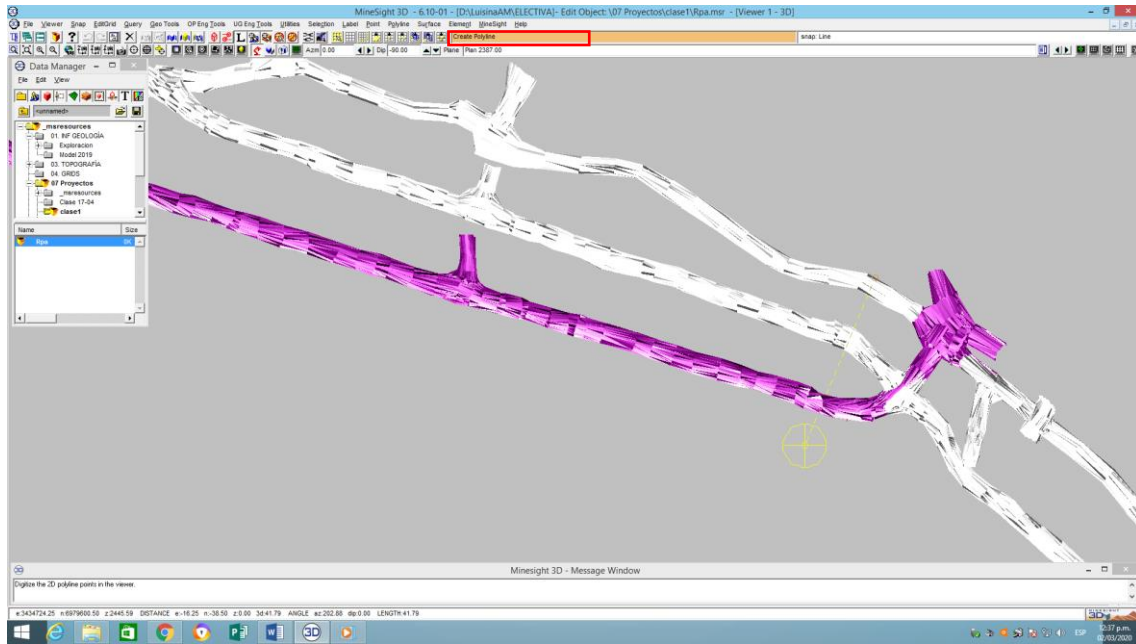 MineSight 3D - 6.10-01 - [D:\LuisinaAM\ELECTIVA]- Edit Object: \07 Proyectos\clase1\Rpa.msr - [Viewer 1 - 3D]
File Viewer Snap EditGrid Query Geo Tools OP Eng Tools UG Eng Tools Utilities Selection Label Point Polyline Surface Element MineSight Help
Create Polyline
snap: Line
Azm 0.00 Dip -90.00 Plane Plan 2387.00
Data Manager
File Edit View
<unnamed>
_msresources
01. INF GEOLOGÍA
Exploracion
Model 2019
03. TOPOGRAFÍA
04. GRIDS
07 Proyectos
_msresources
Clase 17-04
clase1
Name Size
Rpa 0K
Minesight 3D - Message Window
Digitize the 2D polyline points in the viewer.
e:3434724.25 n:6979600.50 z:2445.59 DISTANCE e:-16.25 n:-38.50 z:0.00 3d:41.79 ANGLE az:202.88 dip:0.00 LENGTH:41.79
3D
ESP
12:37 p.m.
02/03/2020